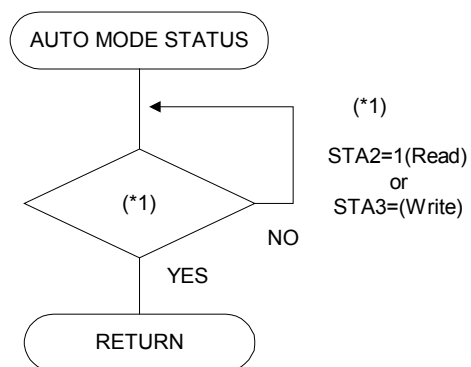 AUTO MODE STATUS
(*1)
STA2=1(Read)
or
STA3=(Write)
(*1)
NO
YES
RETURN